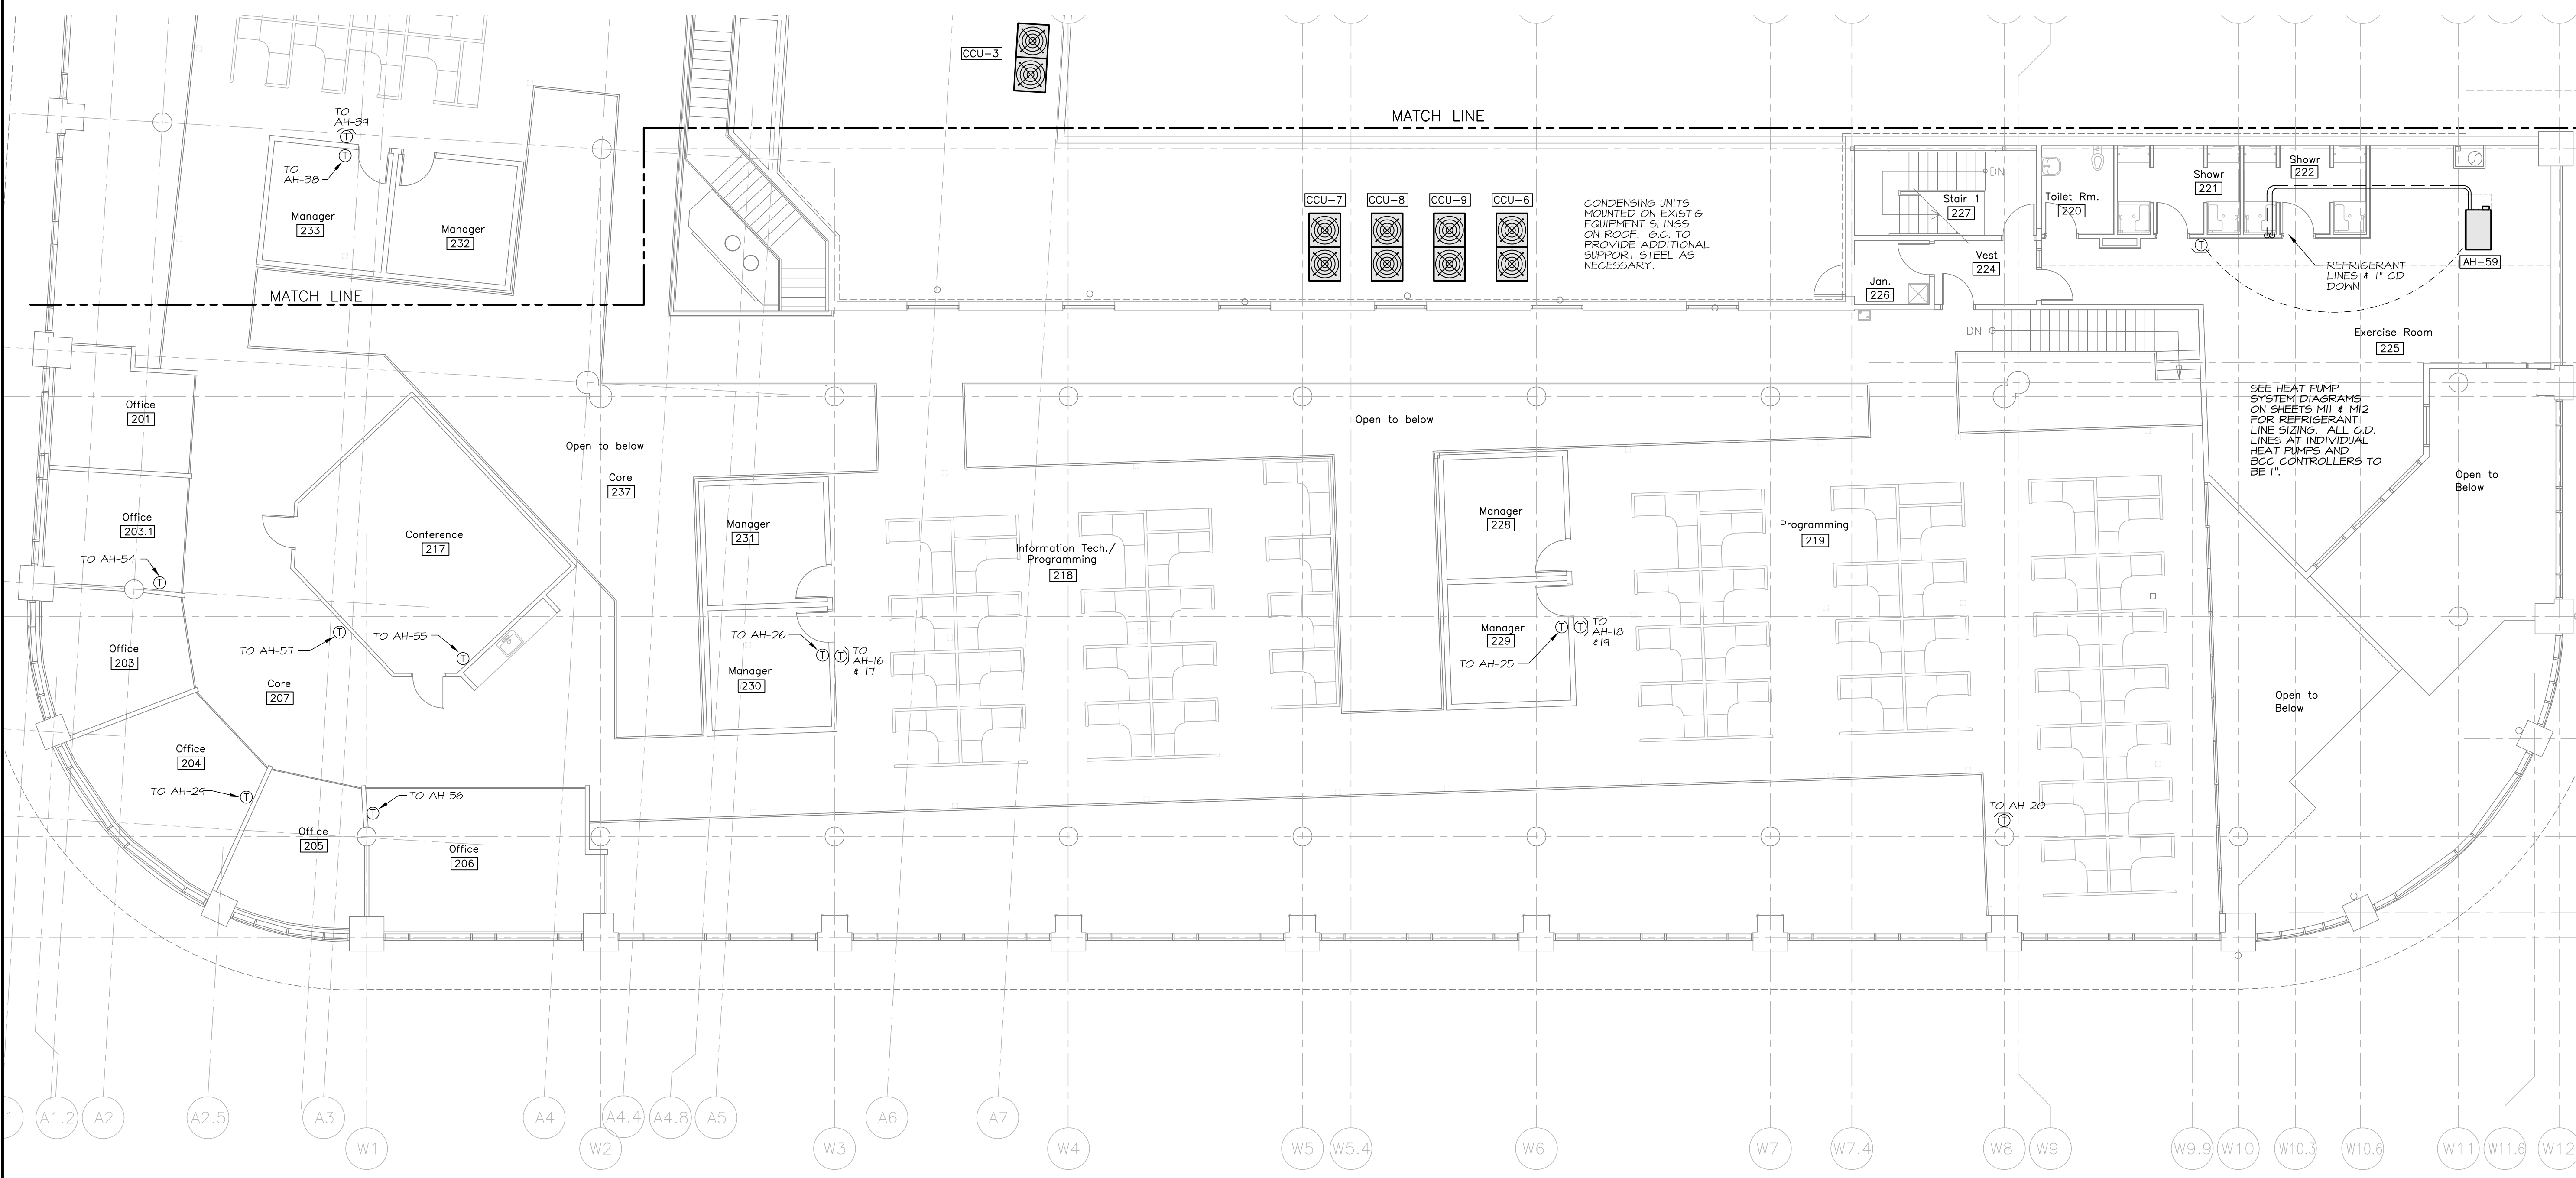 CCU-3
TO
AH-39
TO
AH-38
Manager
233
Manager
232
MATCH LINE
MATCH LINE
CCU-7
CCU-8
CCU-9
CCU-6
CONDENSING UNITS
MOUNTED ON EXIST'G
EQUIPMENT SLINGS
ON ROOF. G.C. TO
PROVIDE ADDITIONAL
SUPPORT STEEL AS
NECESSARY.
DN
Stair 1
227
Toilet Rm.
220
Showr
221
Showr
222
Vest
224
Jan.
226
REFRIGERANT
LINES & 1" CD
DOWN
AH-59
DN
Exercise Room
225
SEE HEAT PUMP
SYSTEM DIAGRAMS
ON SHEETS M11 & M12
FOR REFRIGERANT
LINE SIZING. ALL C.D.
LINES AT INDIVIDUAL
HEAT PUMPS AND
BCC CONTROLLERS TO
BE 1".
Office
201
Open to below
Open to below
Core
237
Open to
Below
Office
203.1
TO AH-54
Conference
217
Manager
231
Information Tech./
Programming
218
Manager
228
Programming
219
Office
203
TO AH-57
TO AH-55
TO AH-26
TO
AH-16
& 17
Manager
230
Manager
229
TO AH-25
TO
AH-18
&19
Core
207
Open to
Below
Office
204
TO AH-29
TO AH-56
Office
205
Office
206
TO AH-20
T
T
T
T
T
T
T
T
T
T
T
T
T
T
1
A1.2
A2
A2.5
A3
A4
A4.4
A4.8
A5
A6
A7
W1
W2
W3
W4
W5
W5.4
W6
W7
W7.4
W8
W9
W9.9
W10
W10.3
W10.6
W11
W11.6
W12